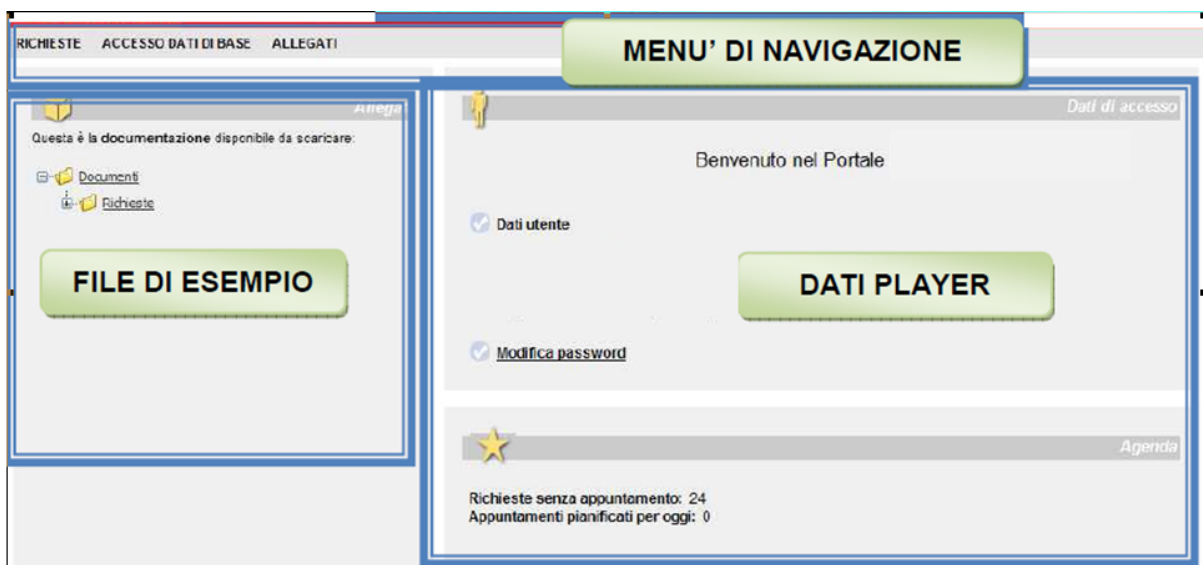 RICHIESTE ACCESSO DATI DI BASE ALLEGATI
MENU' DI NAVIGAZIONE
Allega
Questa è la documentazione disponibile da scaricare:
Documenti
Richieste
FILE DI ESEMPIO
Dati di accesso
Benvenuto nel Portale
Dati utente
DATI PLAYER
Modifica password
Agenda
Richieste senza appuntamento: 24
Appuntamenti pianificati per oggi: 0